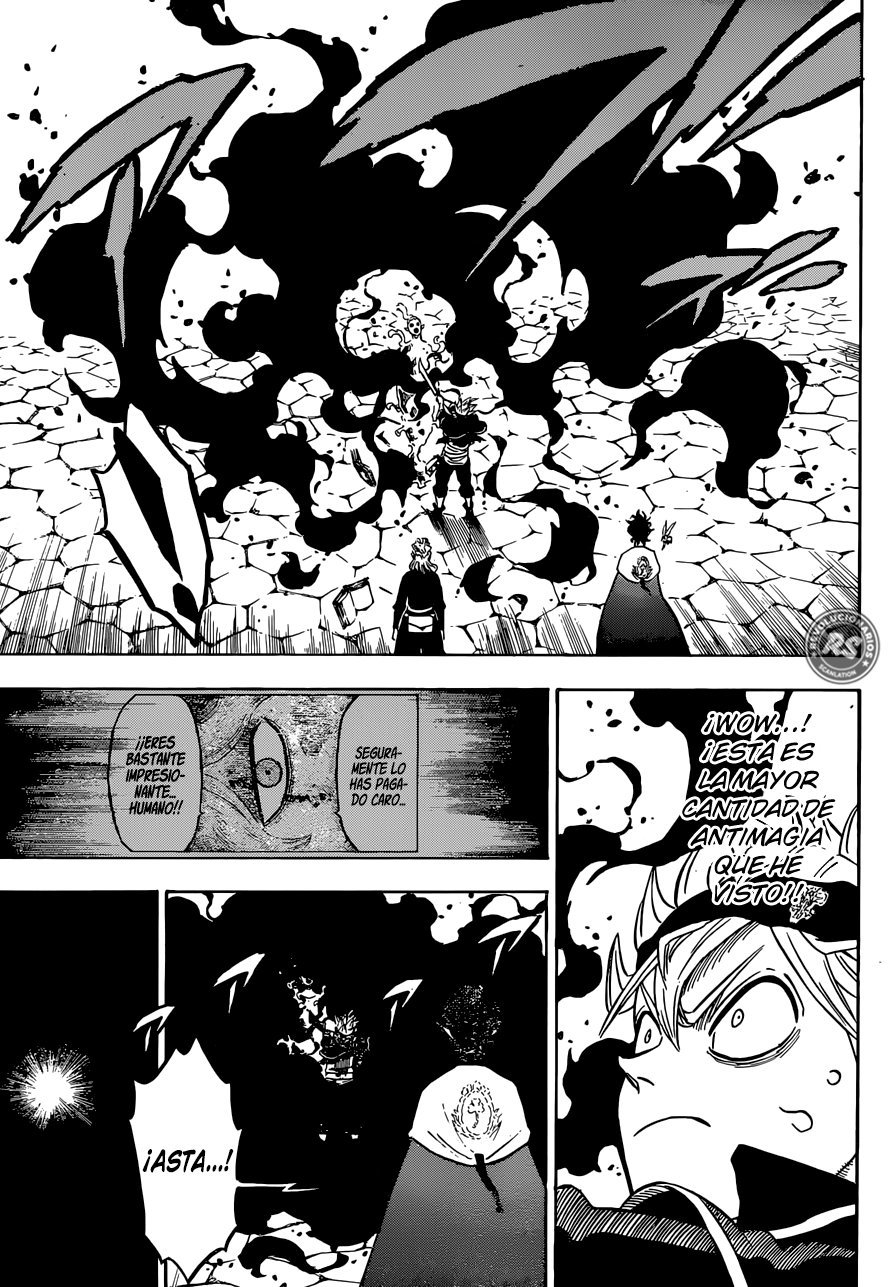 REVOLUCIONARIOS
RS
SCANLATION
¡WOW...!
¡ESTA ES
LA MAYOR
CANTIDAD DE
ANTIMAGIA
QUE HE
VISTO!!
SEGURA-
MENTE LO
HAS PAGA-
DO CARO...
¡¡ERES
BASTANTE
IMPRESIO-
NANTE...
HUMANO!!
¡ASTA...!